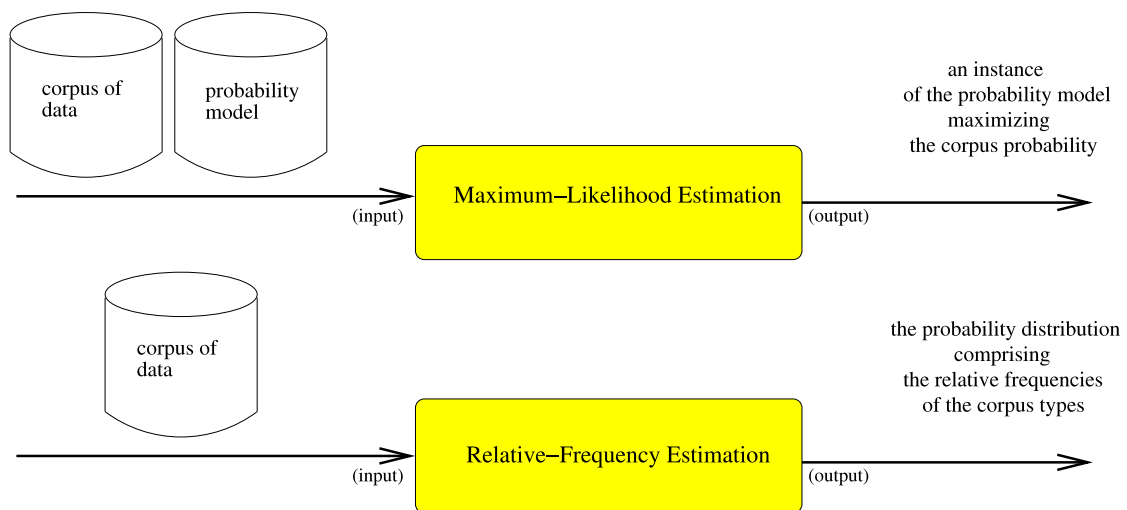 corpus of
data
probability
model
(input)
Maximum−Likelihood Estimation
(output)
an instance
of the probability model
maximizing
the corpus probability
corpus of
data
(input)
Relative−Frequency Estimation
(output)
the probability distribution
comprising
the relative frequencies
of the corpus types